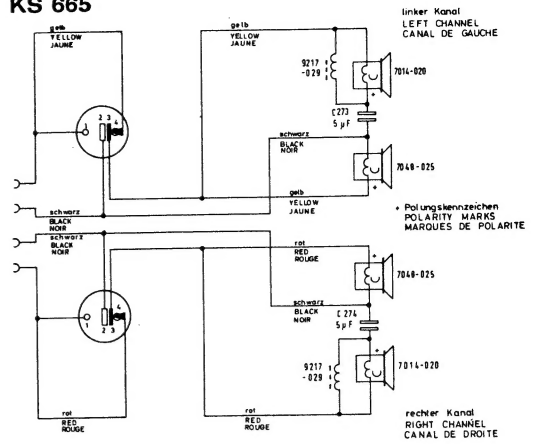 KS 665
linker Kanal
LEFT CHANNEL
CANAL DE GAUCHE
gelb
YELLOW
JAUNE
gelb
YELLOW
JAUNE
9217
-029
7014-020
+
C273
5 µF
2 3
4
1
schwarz
BLACK
NOIR
+
7048-025
gelb
YELLOW
JAUNE
schwarz
BLACK
NOIR
schwarz
BLACK
NOIR
+ Polungskennzeichen
POLARITY MARKS
MARQUES DE POLARITE
rot
RED
ROUGE
+
7048-025
schwarz
BLACK
NOIR
C274
5 µF
4
1
2 3
9217
-029
+
7014-020
rot
RED
ROUGE
rot
RED
ROUGE
rechter Kanal
RIGHT CHANNEL
CANAL DE DROITE